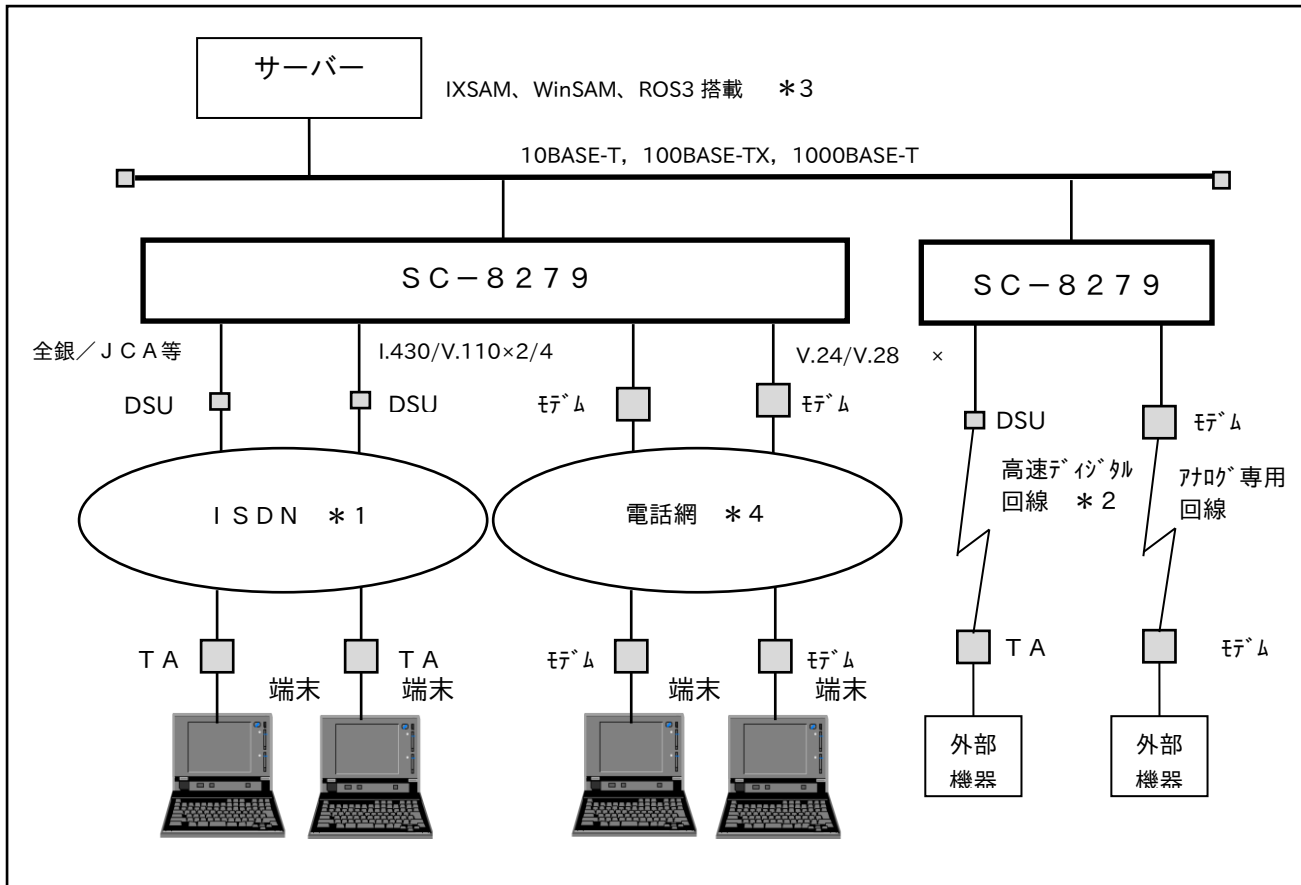 サーバー
IXSAM、WinSAM、ROS3 搭載 ＊３
10BASE-T，100BASE-TX，1000BASE-T
ＳＣ－８２７９
ＳＣ－８２７９
全銀／ＪＣＡ等
I.430/V.110×2/4
V.24/V.28 ×
DSU
DSU
ﾓﾃﾞﾑ
ﾓﾃﾞﾑ
DSU
ﾓﾃﾞﾑ
ＩＳＤＮ ＊１
電話網 ＊４
高速ﾃﾞｨｼﾞﾀﾙ
回線 ＊２
ｱﾅﾛｸﾞ専用
回線
ＴＡ
ＴＡ
ﾓﾃﾞﾑ
ﾓﾃﾞﾑ
ＴＡ
ﾓﾃﾞﾑ
端末
端末
端末
端末
外部
機器
外部
機器